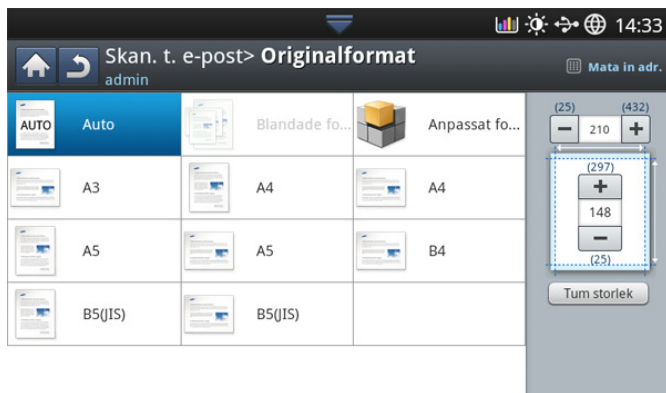 14:33
Skan. t. e-post> Originalformat
admin
Mata in adr.
AUTO Auto
Blandade fo...
Anpassat fo...
A3
A4
A4
A5
A5
B4
B5(JIS)
B5(JIS)
(25) (432)
210
(297)
148
(25)
Tum storlek